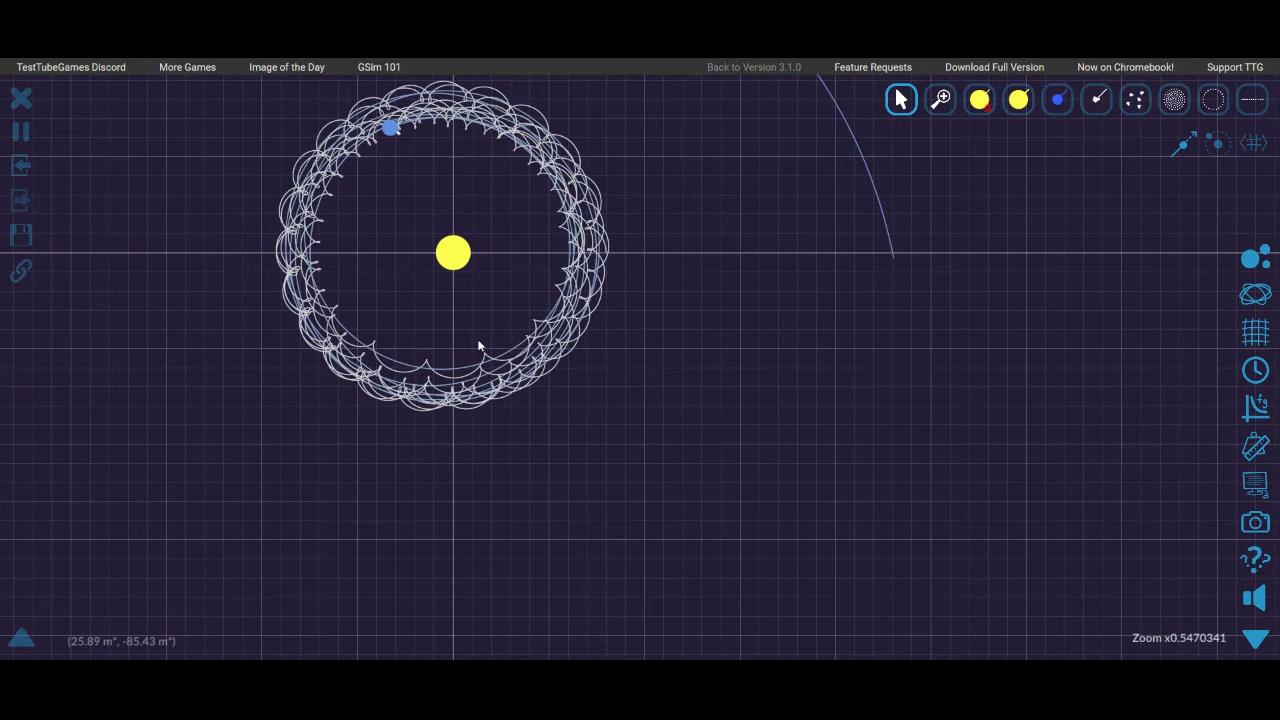 TestTubeGames Discord More Games Image of the Day GSim 101 Back to Version 3.1.0 Feature Requests Download Full Version Now on Chromebook! Support TTG
(25.89 m*, -85.43 m*)
Zoom x0.5470341